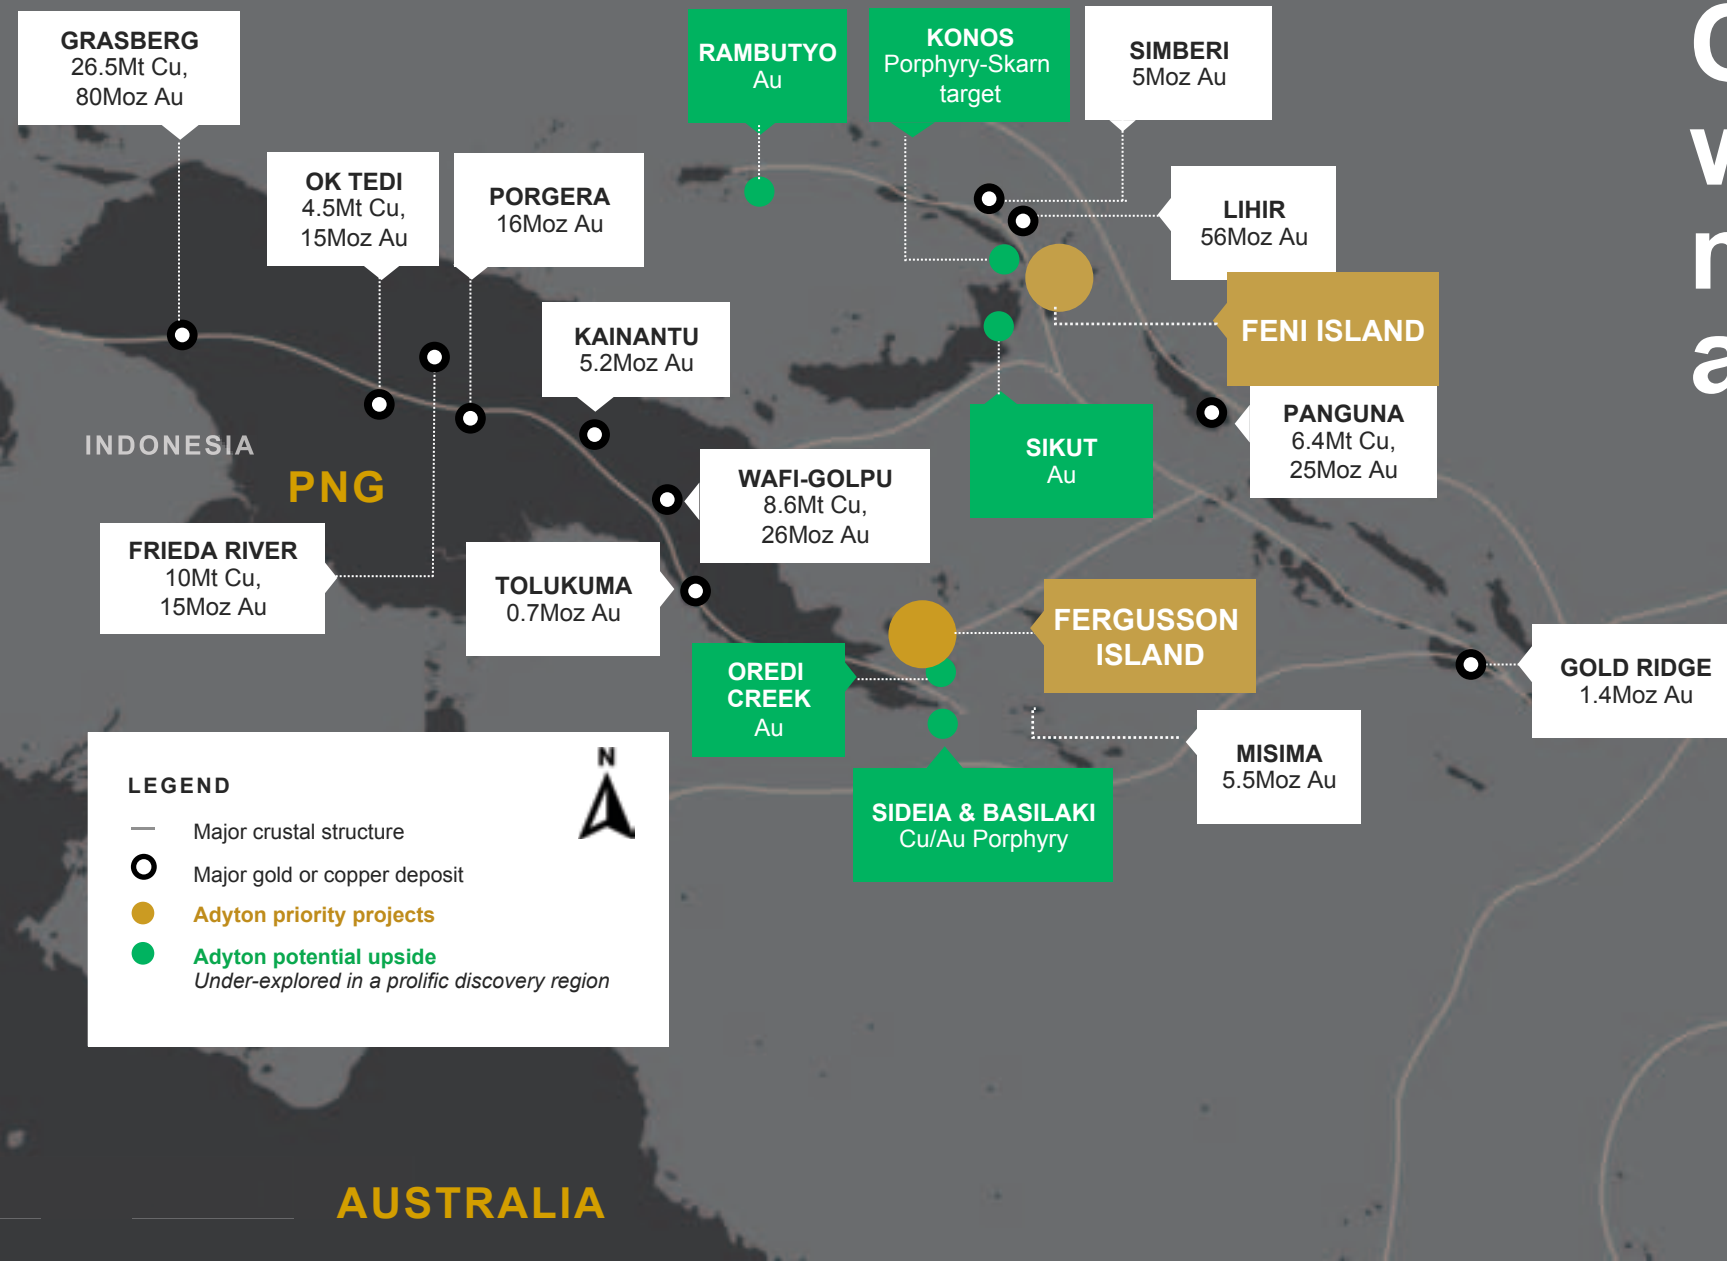 GRASBERG
26.5Mt Cu,
80Moz Au
RAMBUTYO
Au
KONOS
Porphyry-Skarn
target
SIMBERI
5Moz Au
OK TEDI
4.5Mt Cu,
15Moz Au
PORGERA
16Moz Au
LIHIR
56Moz Au
FENI ISLAND
KAINANTU
5.2Moz Au
PANGUNA
6.4Mt Cu,
25Moz Au
INDONESIA
PNG
SIKUT
Au
WAFI-GOLPU
8.6Mt Cu,
26Moz Au
FRIEDA RIVER
10Mt Cu,
15Moz Au
TOLUKUMA
0.7Moz Au
FERGUSSON
ISLAND
OREDI
CREEK
Au
GOLD RIDGE
1.4Moz Au
MISIMA
5.5Moz Au
SIDEIA & BASILAKI
Cu/Au Porphyry
LEGEND
N
Major crustal structure
Major gold or copper deposit
Adyton priority projects
Adyton potential upside
Under-explored in a prolific discovery region
AUSTRALIA